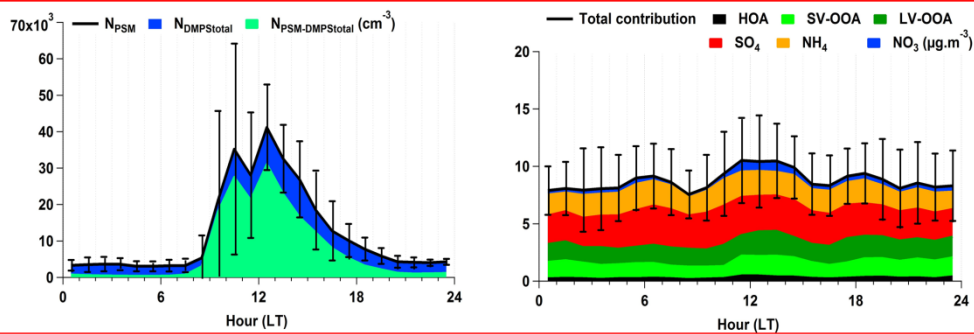 70x10³
N_PSM N_DMPStotal N_PSM-DMPStotal (cm⁻³)
60
50
40
30
20
10
0
0 6 12 18 24
Hour (LT)
Total contribution HOA SV-OOA LV-OOA
SO₄ NH₄ NO₃ (µg.m⁻³)
20
15
10
5
0
0 6 12 18 24
Hour (LT)